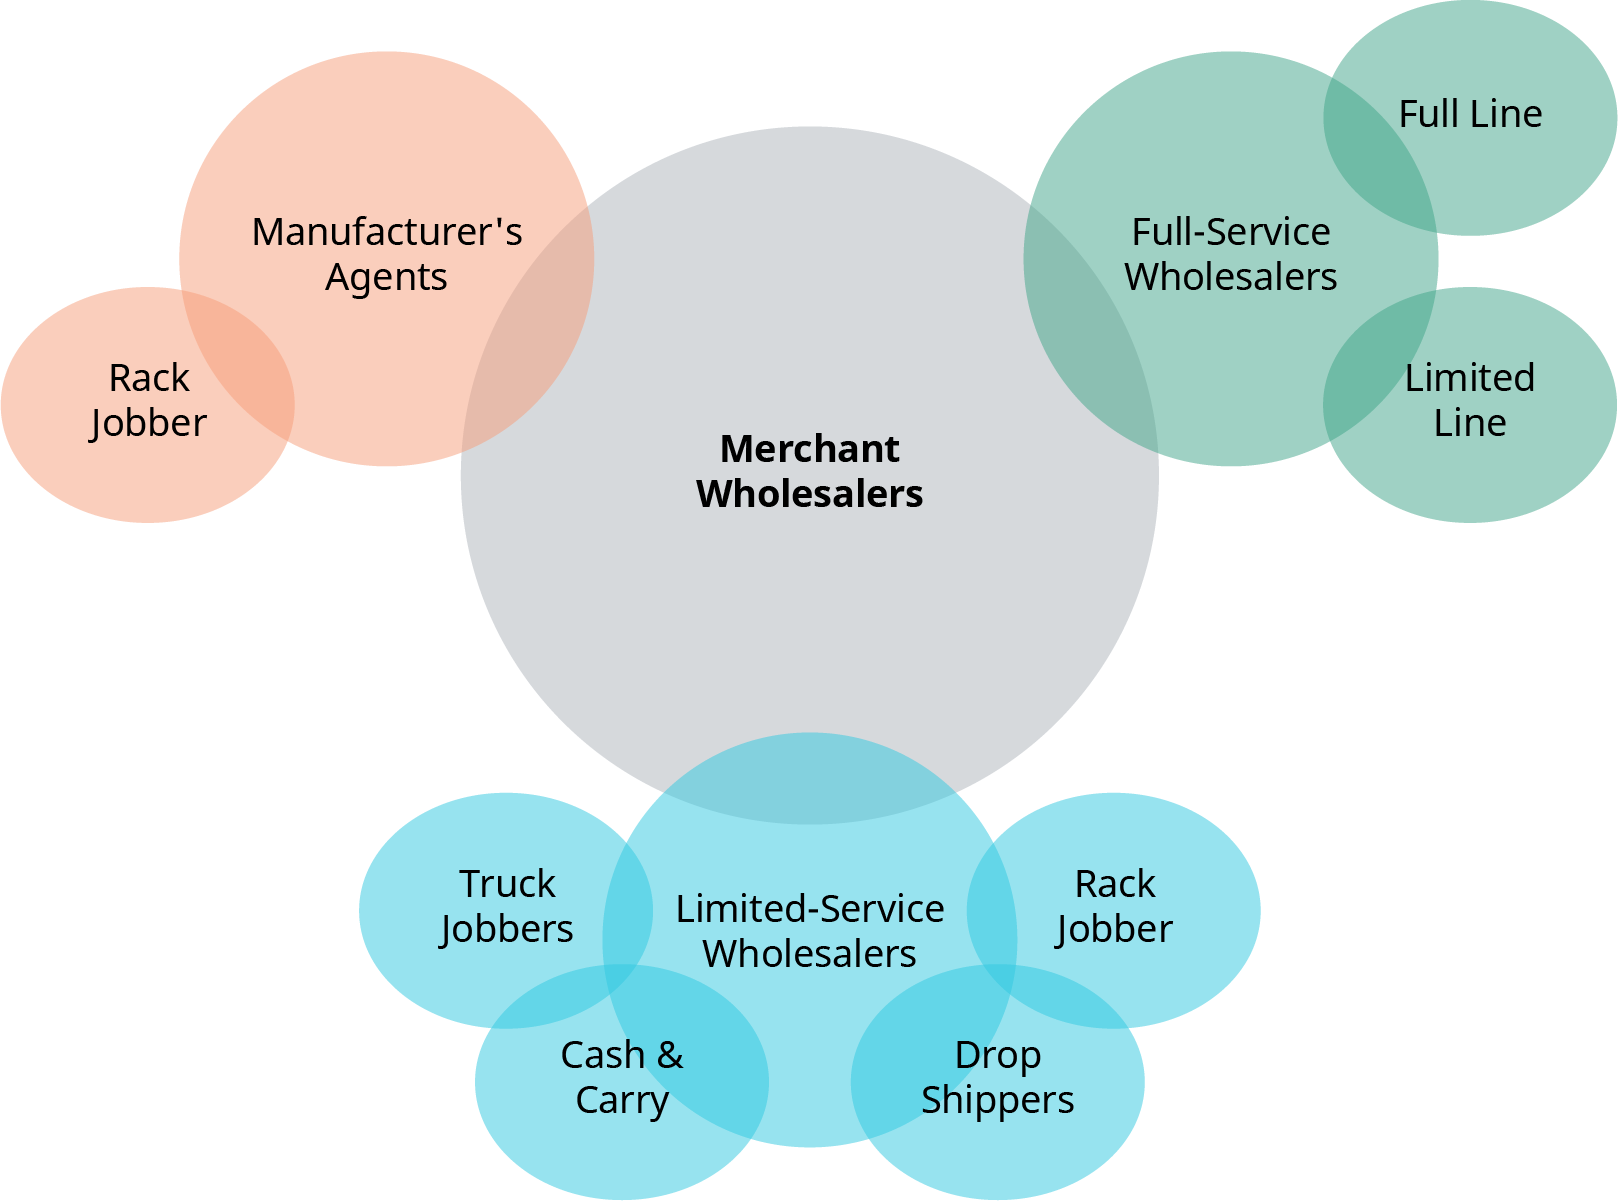 Full Line
Manufacturer's
Agents
Full-Service
Wholesalers
Rack
Jobber
Limited
Line
Merchant
Wholesalers
Truck
Jobbers
Limited-Service
Wholesalers
Rack
Jobber
Cash &
Carry
Drop
Shippers